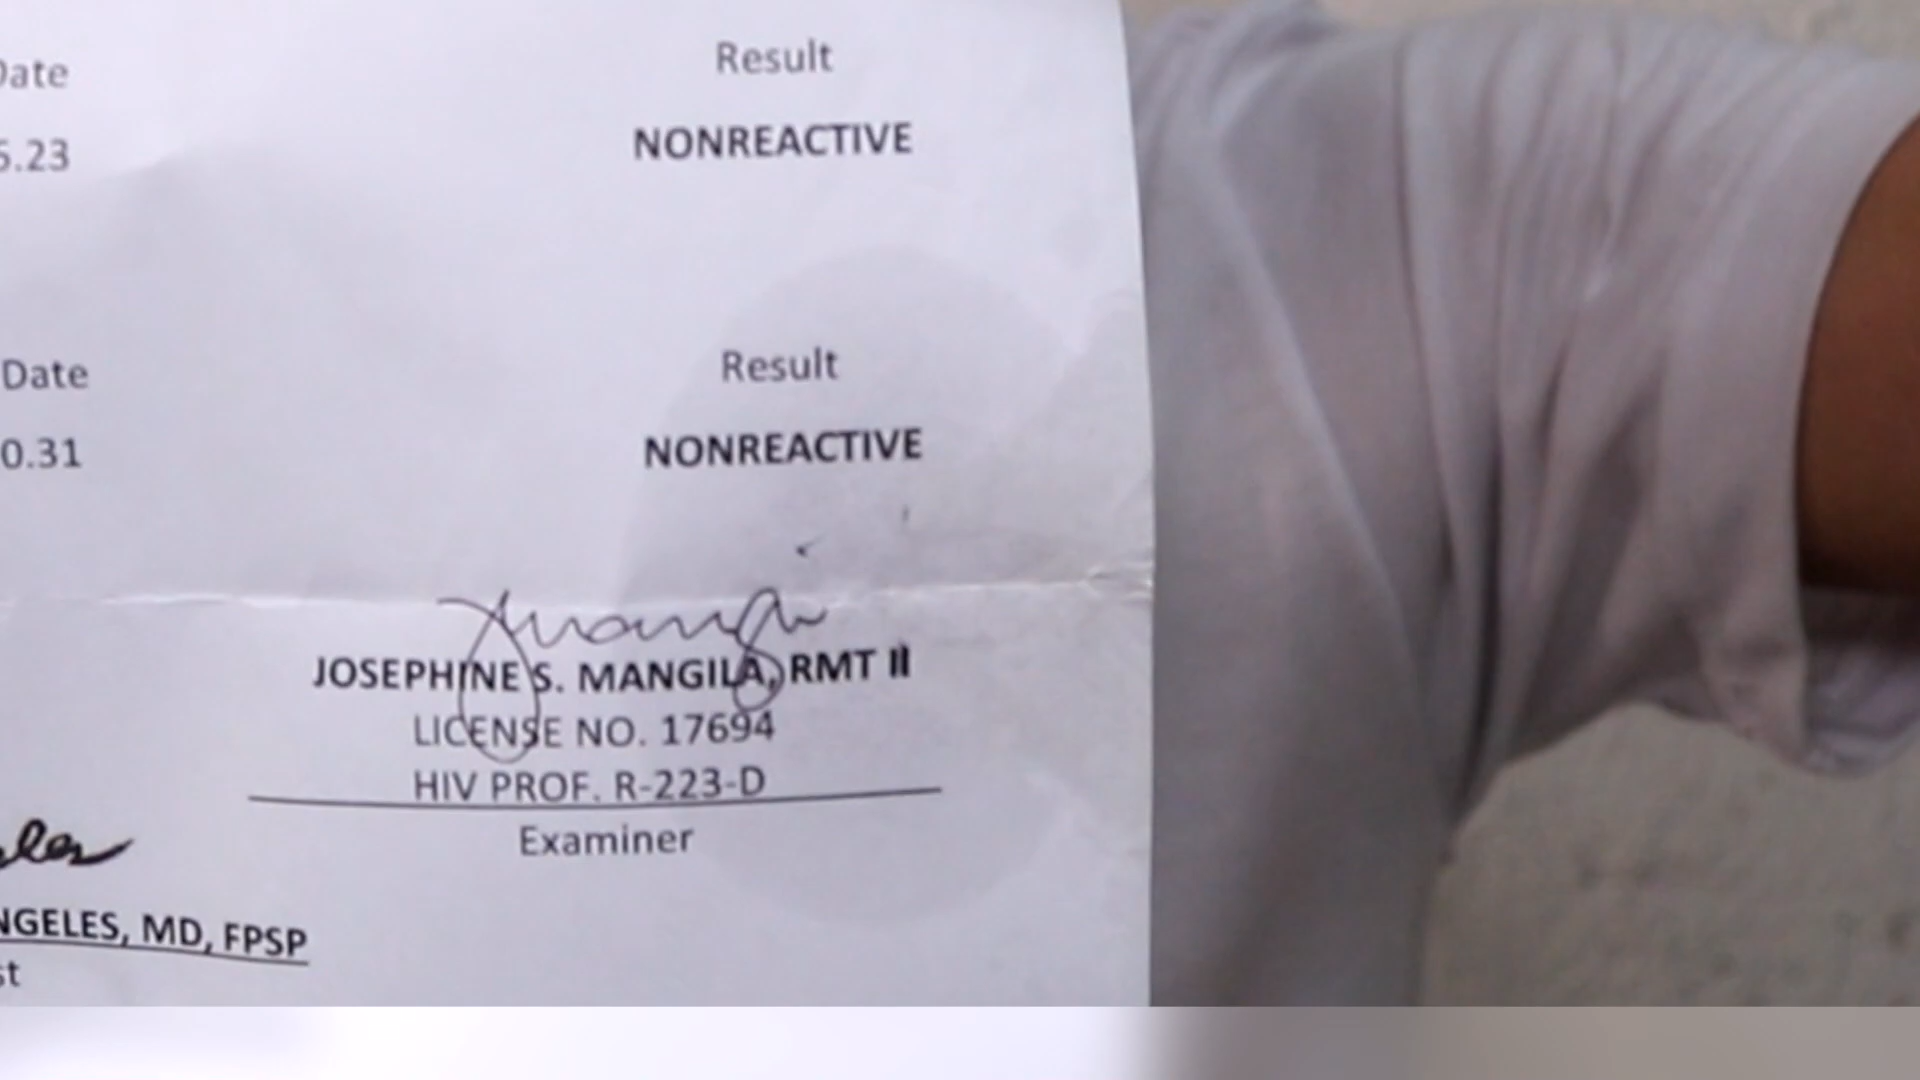 Date
Result
5.23
NONREACTIVE
Date
Result
0.31
NONREACTIVE
JOSEPHINE S. MANGILA, RMT II
LICENSE NO. 17694
HIV PROF. R-223-D
Examiner
NGELES, MD, FPSP
st